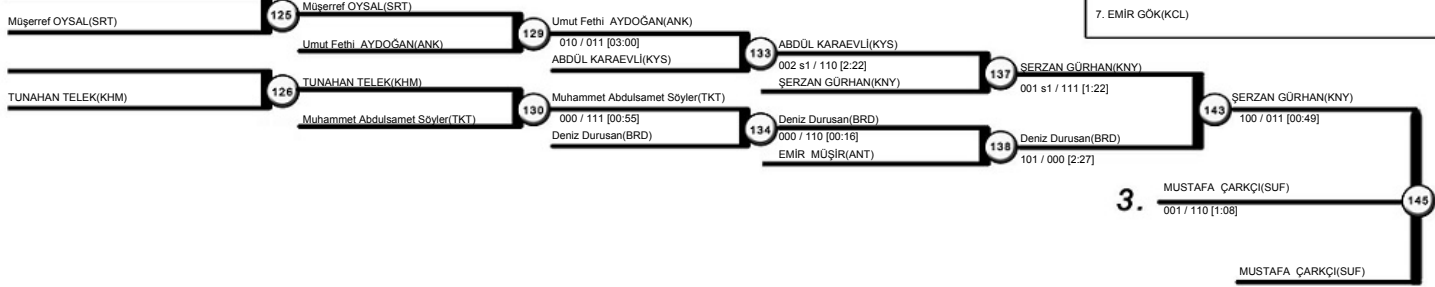 7. EMİR GÖK(KCL)
Müşerref OYSAL(SRT)
125
Müşerref OYSAL(SRT)
Umut Fethi AYDOĞAN(ANK)
129
Umut Fethi AYDOĞAN(ANK)
010 / 011 [03:00]
ABDÜL KARAEVLİ(KYS)
133
ABDÜL KARAEVLİ(KYS)
002 s1 / 110 [2:22]
ŞERZAN GÜRHAN(KNY)
137
ŞERZAN GÜRHAN(KNY)
001 s1 / 111 [1:22]
TUNAHAN TELEK(KHM)
126
TUNAHAN TELEK(KHM)
Muhammet Abdulsamet Söyler(TKT)
130
Muhammet Abdulsamet Söyler(TKT)
000 / 111 [00:55]
Deniz Durusan(BRD)
134
Deniz Durusan(BRD)
000 / 110 [00:16]
EMİR MÜŞİR(ANT)
138
Deniz Durusan(BRD)
101 / 000 [2:27]
143
ŞERZAN GÜRHAN(KNY)
100 / 011 [00:49]
3.
MUSTAFA ÇARKÇI(SUF)
001 / 110 [1:08]
145
MUSTAFA ÇARKÇI(SUF)